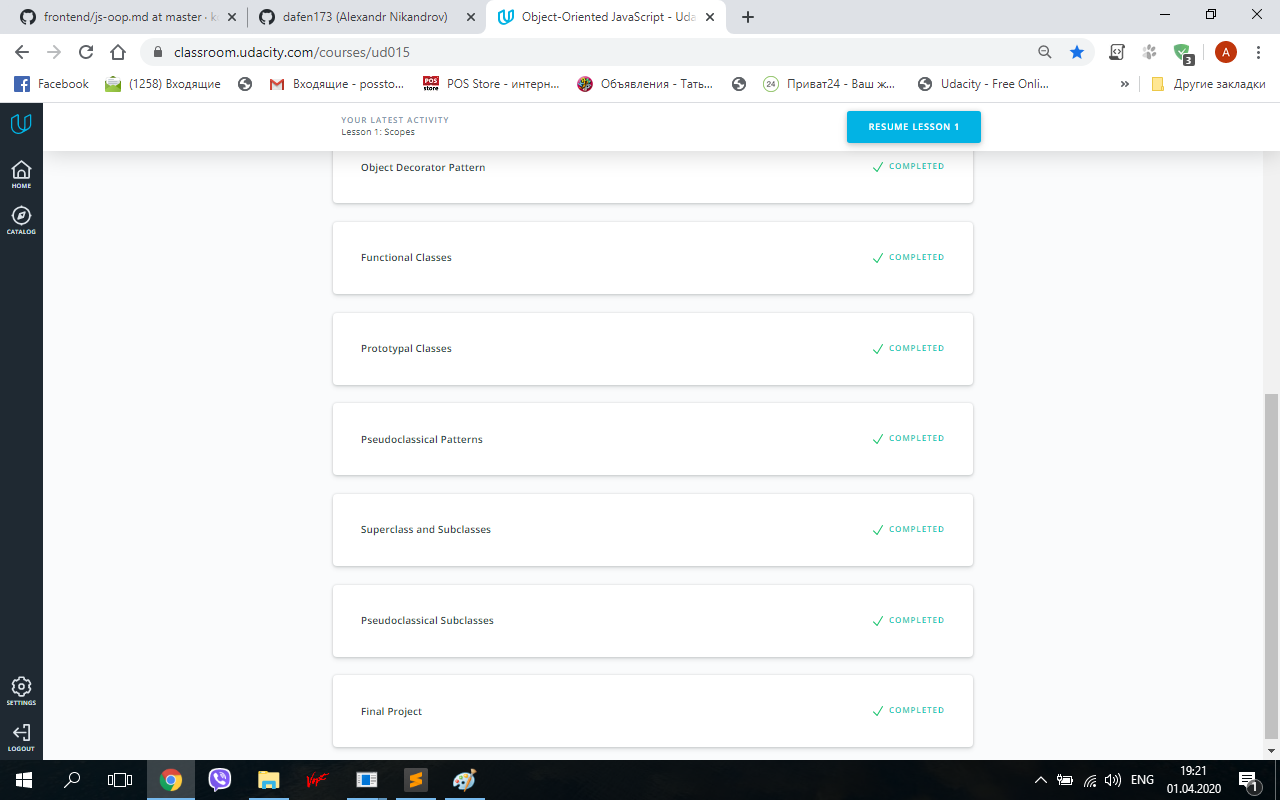 frontend/js-oop.md at master · k
dafen173 (Alexandr Nikandrov)
Object-Oriented JavaScript - Uda
classroom.udacity.com/courses/ud015
3
A
Facebook
(1258) Входящие
Входящие - possto...
POS Store - интерн...
Объявления - Тать...
24
Приват24 - Ваш ж...
Udacity - Free Onli...
»
Другие закладки
YOUR LATEST ACTIVITY
Lesson 1: Scopes
RESUME LESSON 1
HOME
CATALOG
Object Decorator Pattern
COMPLETED
Functional Classes
COMPLETED
Prototypal Classes
COMPLETED
Pseudoclassical Patterns
COMPLETED
Superclass and Subclasses
COMPLETED
Pseudoclassical Subclasses
COMPLETED
Final Project
COMPLETED
SETTINGS
LOGOUT
ENG
19:21
01.04.2020
1